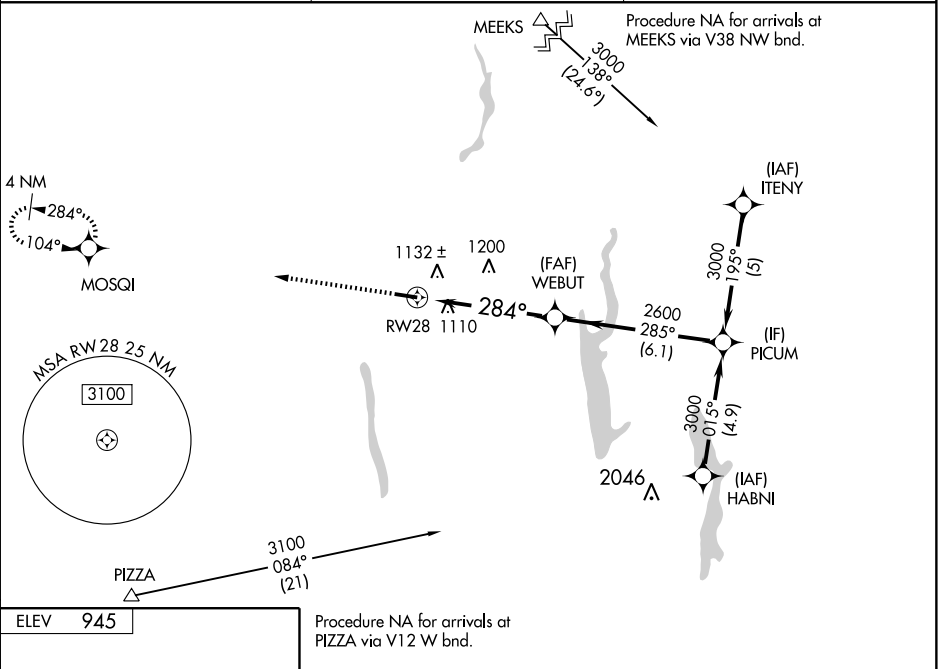 MEEKS
Procedure NA for arrivals at
MEEKS via V38 NW bnd.
3000
138°
(24.6°)
4 NM
284°
104°
MOSQI
(IAF)
ITENY
3000
195°
(5)
1132 ±
1200
(FAF)
WEBUT
RW28
1110
284°
2600
285°
(6.1)
(IF)
PICUM
MSA RW 28 25 NM
3100
3000
015°
(4.9)
2046
(IAF)
HABNI
3100
084°
(21)
PIZZA
ELEV 945
Procedure NA for arrivals at
PIZZA via V12 W bnd.